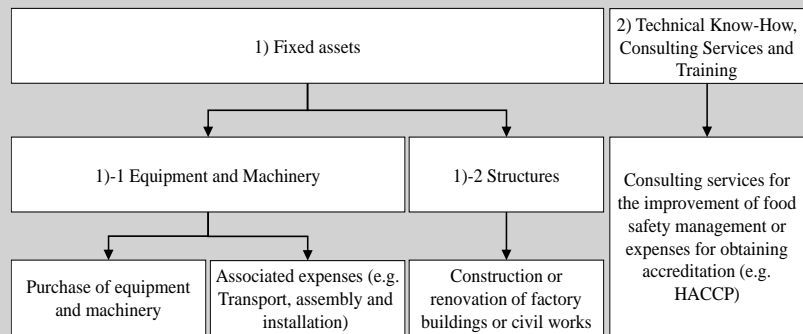 1) Fixed assets
2) Technical Know-How,
Consulting Services and
Training
1)-1 Equipment and Machinery
1)-2 Structures
Consulting services for
the improvement of food
safety management or
expenses for obtaining
accreditation (e.g.
HACCP)
Purchase of equipment
and machinery
Associated expenses (e.g.
Transport, assembly and
installation)
Construction or
renovation of factory
buildings or civil works